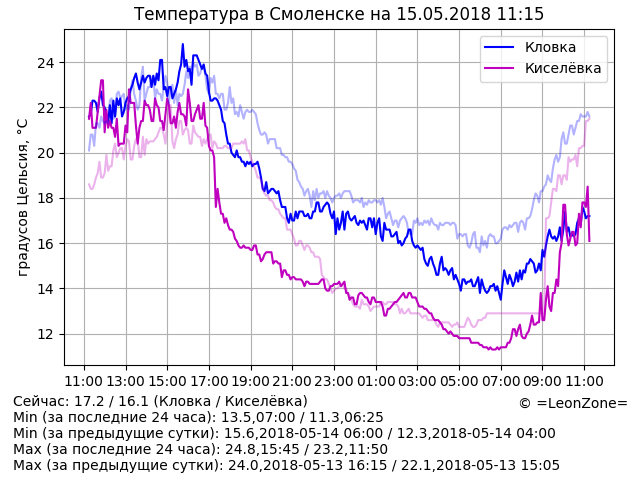 Температура в Смоленске на 15.05.2018 11:15
Кловка
Киселёвка
градусов Цельсия, °C
24
22
20
18
16
14
12
11:00 13:00 15:00 17:00 19:00 21:00 23:00 01:00 03:00 05:00 07:00 09:00 11:00
Сейчас: 17.2 / 16.1 (Кловка / Киселёвка)
© =LeonZone=
Min (за последние 24 часа): 13.5,07:00 / 11.3,06:25
Min (за предыдущие сутки): 15.6,2018-05-14 06:00 / 12.3,2018-05-14 04:00
Max (за последние 24 часа): 24.8,15:45 / 23.2,11:50
Max (за предыдущие сутки): 24.0,2018-05-13 16:15 / 22.1,2018-05-13 15:05